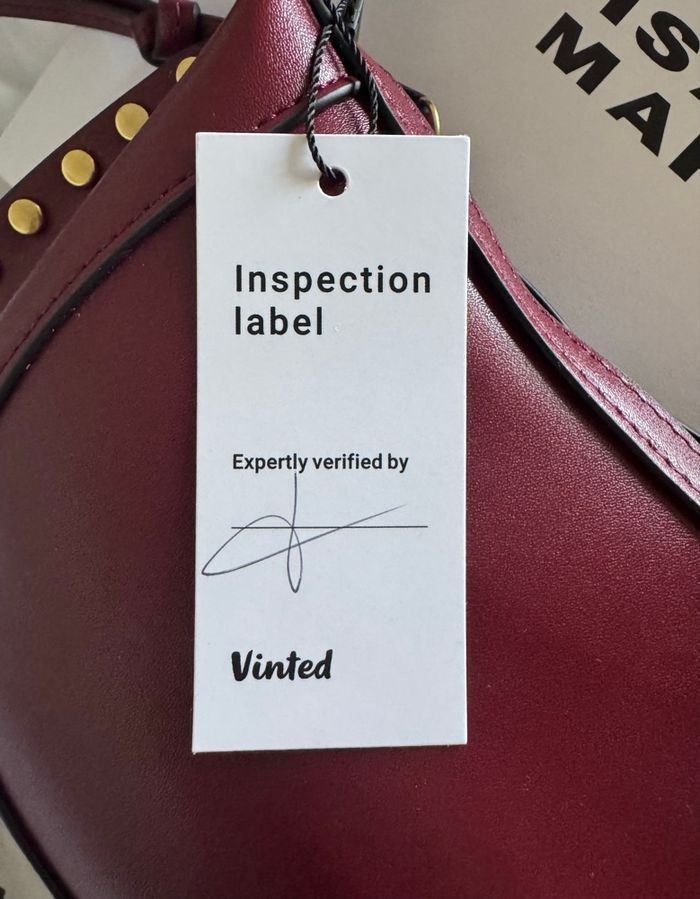 Inspection
label
Expertly verified by
Vinted